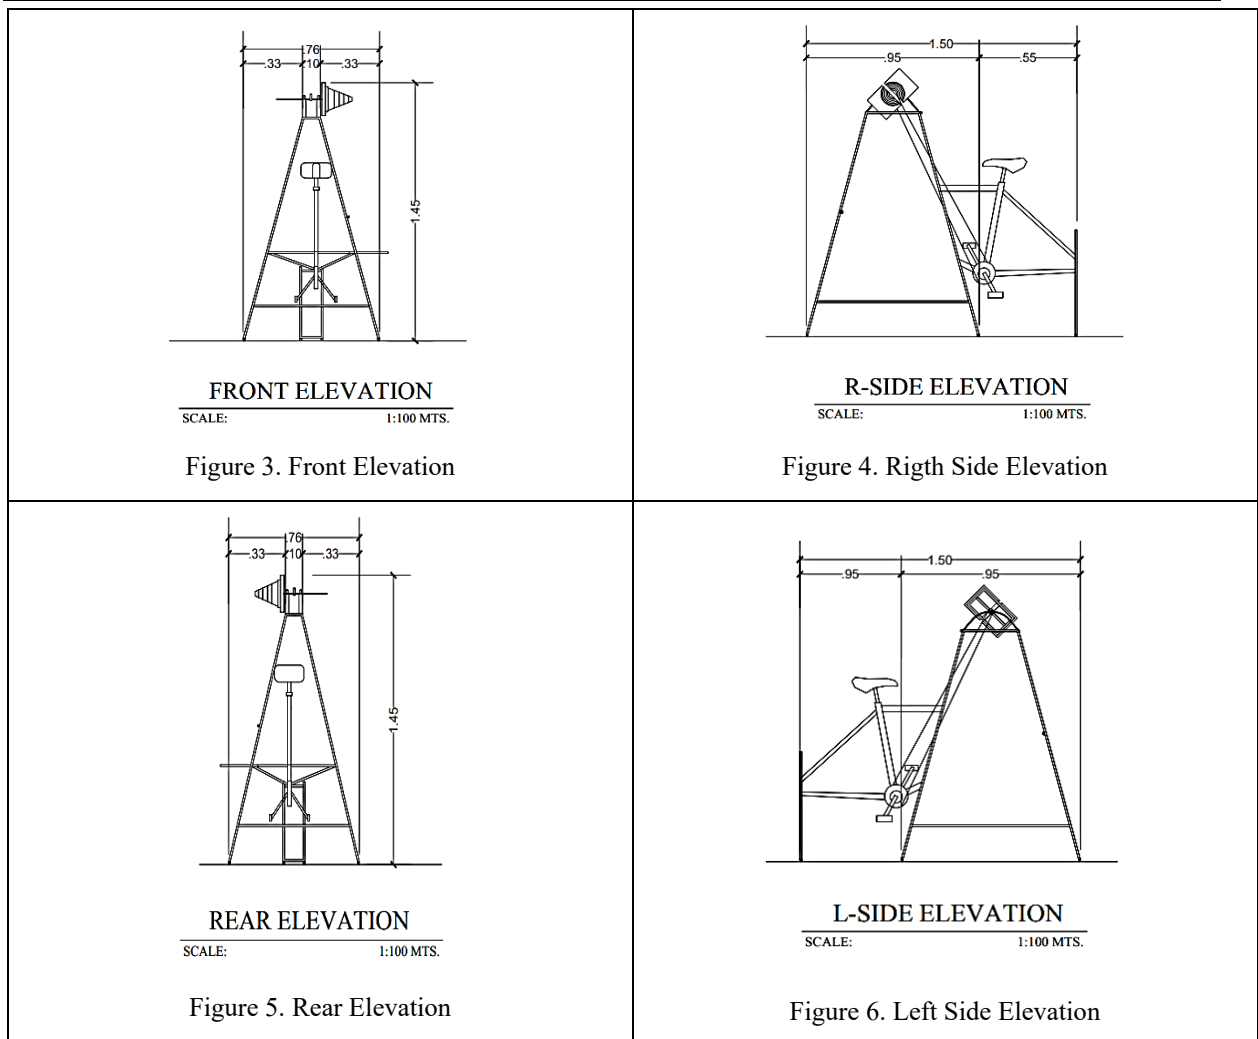 .76
.33 .10 .33
1.45
FRONT ELEVATION
SCALE: 1:100 MTS.
Figure 3. Front Elevation
1.50
.95 .55
R-SIDE ELEVATION
SCALE: 1:100 MTS.
Figure 4. Rigth Side Elevation
.76
.33 .10 .33
1.45
REAR ELEVATION
SCALE: 1:100 MTS.
Figure 5. Rear Elevation
1.50
.95 .95
L-SIDE ELEVATION
SCALE: 1:100 MTS.
Figure 6. Left Side Elevation